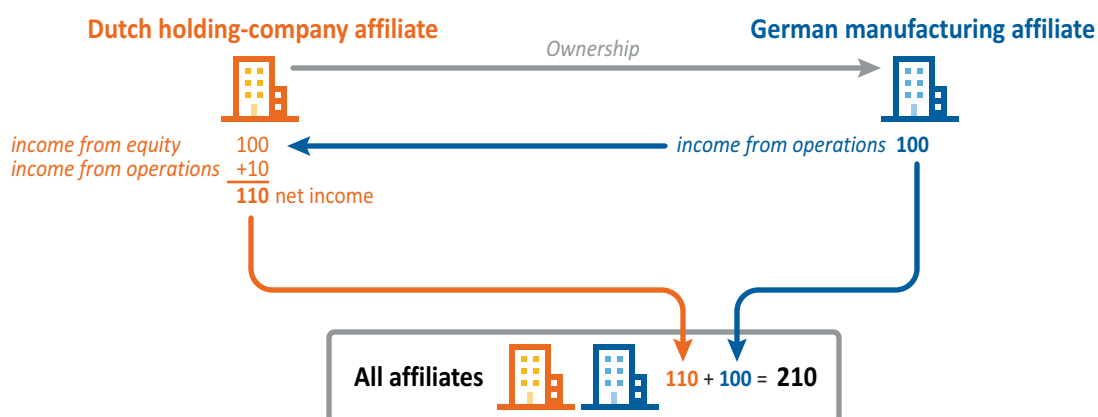 Dutch holding-company affiliate
German manufacturing affiliate
Ownership
income from equity 100
income from operations 100
income from operations +10
110 net income
All affiliates 110 + 100 = 210